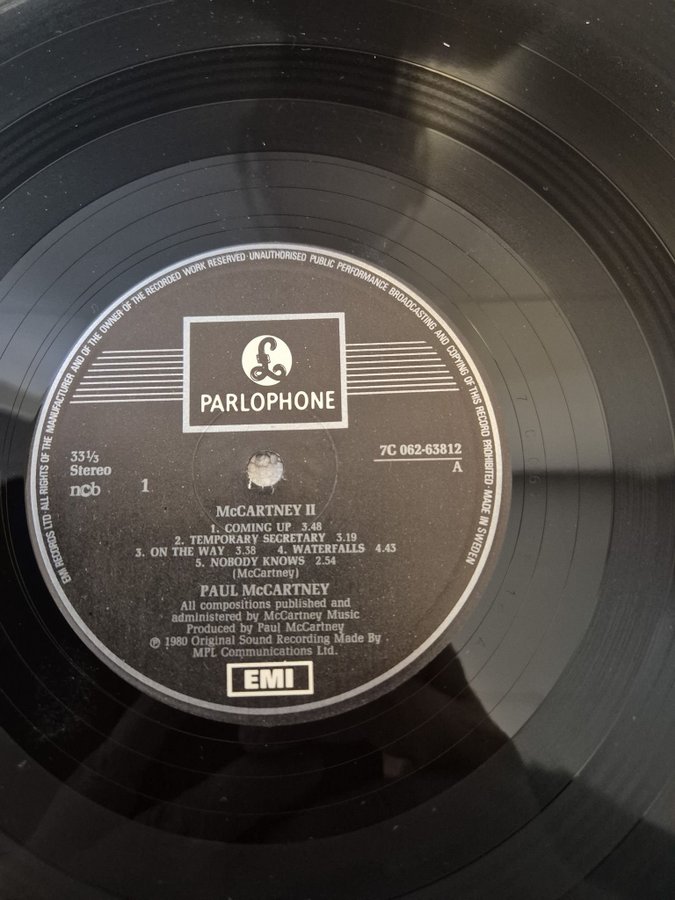 EMI RECORDS LTD·ALL RIGHTS OF THE MANUFACTURER AND OF THE OWNER OF THE RECORDED WORK RESERVED·UNAUTHORISED PUBLIC PERFORMANCE BROADCASTING AND COPYING OF THIS RECORD PROHIBITED·MADE IN SWEDEN
£
PARLOPHONE
33⅓
Stereo
ncb
1
7C 062-63812
A
McCARTNEY II
1. COMING UP 3.48
2. TEMPORARY SECRETARY 3.19
3. ON THE WAY 3.38 4. WATERFALLS 4.43
5. NOBODY KNOWS 2.54
(McCartney)
PAUL McCARTNEY
All compositions published and
administered by McCartney Music
Produced by Paul McCartney
℗ 1980 Original Sound Recording Made By
MPL Communications Ltd.
EMI